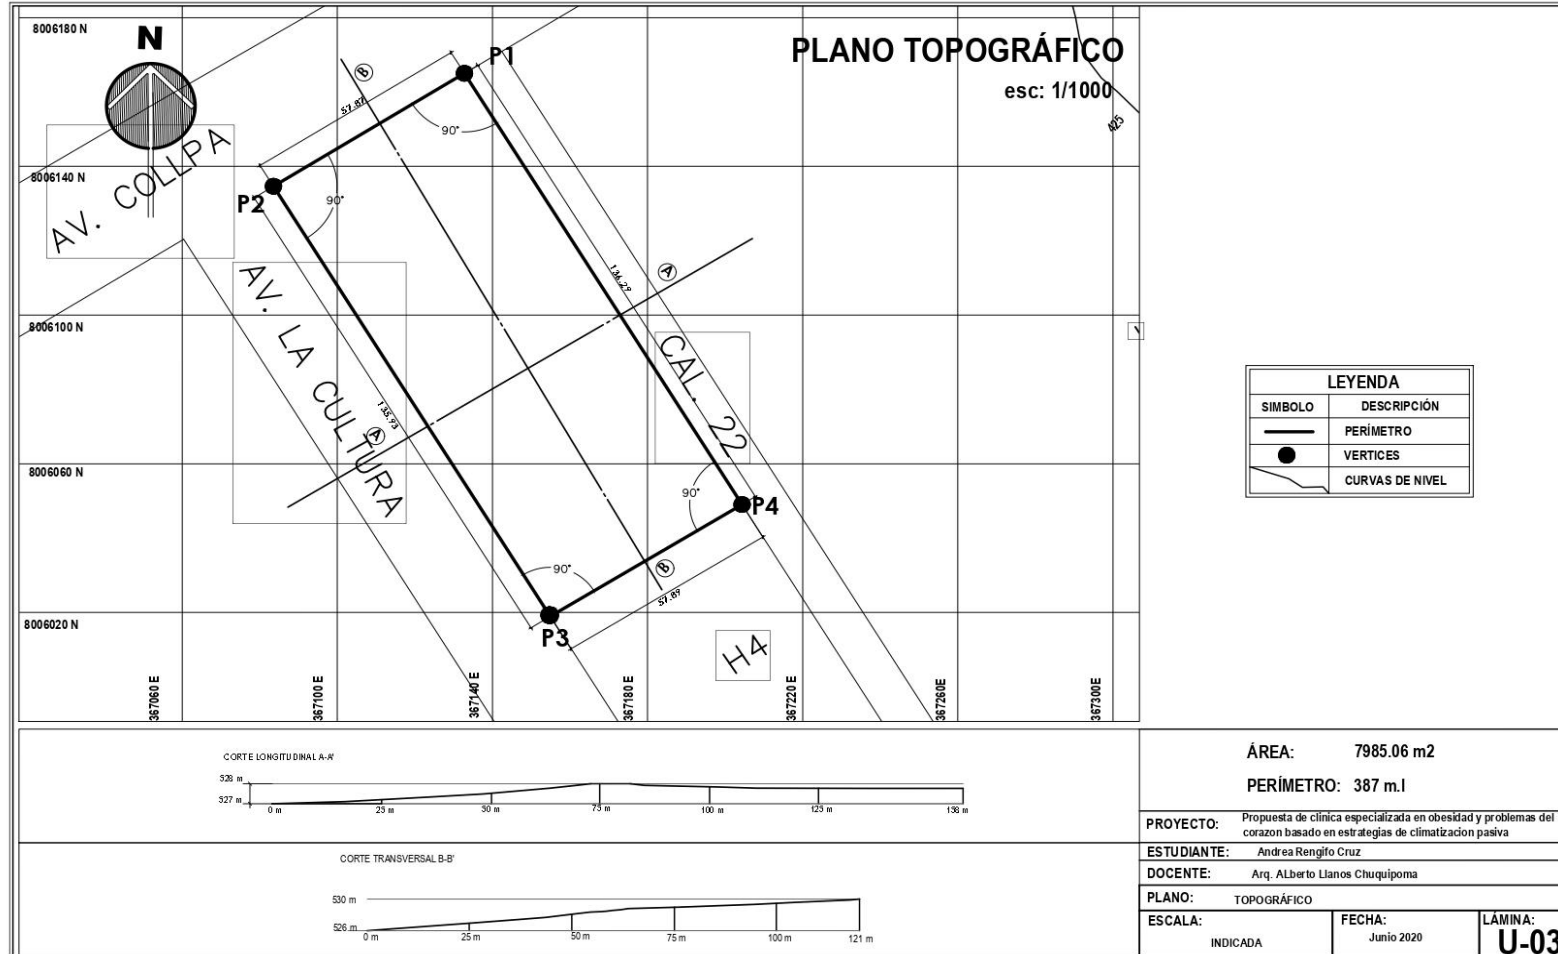 8006180 N
N
P1
PLANO TOPOGRÁFICO
esc: 1/1000
B
57.87
90°
425
8006140 N
AV. COLLPA
P2
90°
A
136.29
AV. LA CULTURA
8006100 N
CAL. 22
135.93
A
8006060 N
90°
P4
90°
B
57.89
8006020 N
P3
H4
367060 E
367100 E
367140 E
367180 E
367220 E
367260E
367300E
LEYENDA
SIMBOLO DESCRIPCIÓN
PERÍMETRO
VERTICES
CURVAS DE NIVEL
CORTE LONGITUDINAL A-A'
328 m
327 m
0 m 25 m 50 m 75 m 100 m 125 m 136 m
CORTE TRANSVERSAL B-B'
530 m
526 m
0 m 25 m 50 m 75 m 100 m 121 m
ÁREA: 7985.06 m2
PERÍMETRO: 387 m.l
PROYECTO: Propuesta de clinica especializada en obesidad y problemas del
corazon basado en estrategias de climatizacion pasiva
ESTUDIANTE: Andrea Rengifo Cruz
DOCENTE: Arq. ALberto Llanos Chuquipoma
PLANO: TOPOGRÁFICO
ESCALA: INDICADA
FECHA: Junio 2020
LÁMINA: U-03